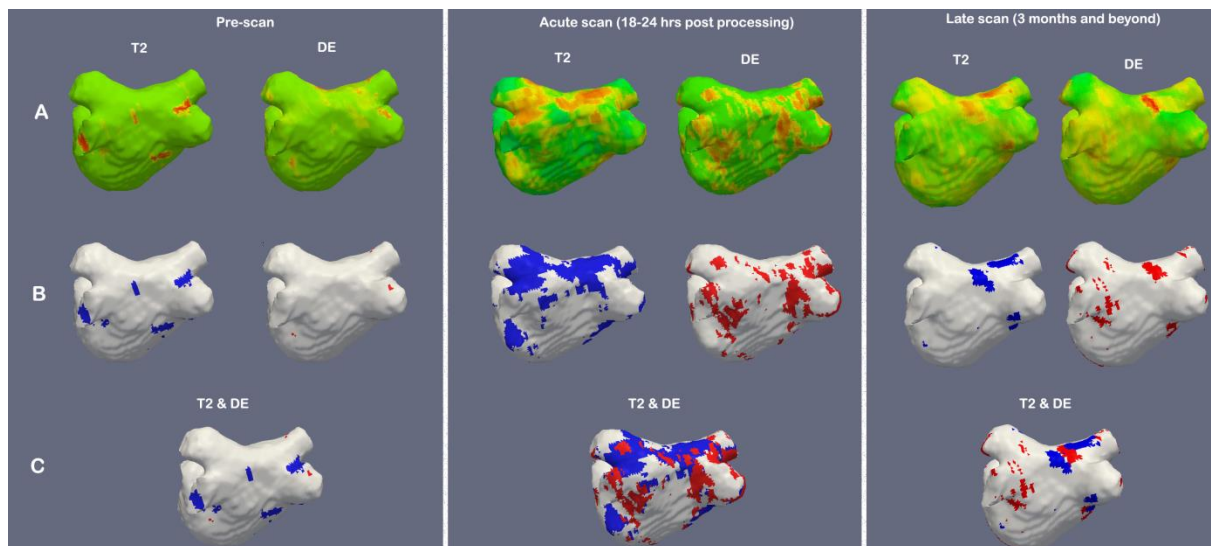 Pre-scan
Acute scan (18-24 hrs post processing)
Late scan (3 months and beyond)
T2
DE
T2
DE
T2
DE
A
B
T2 & DE
T2 & DE
T2 & DE
C